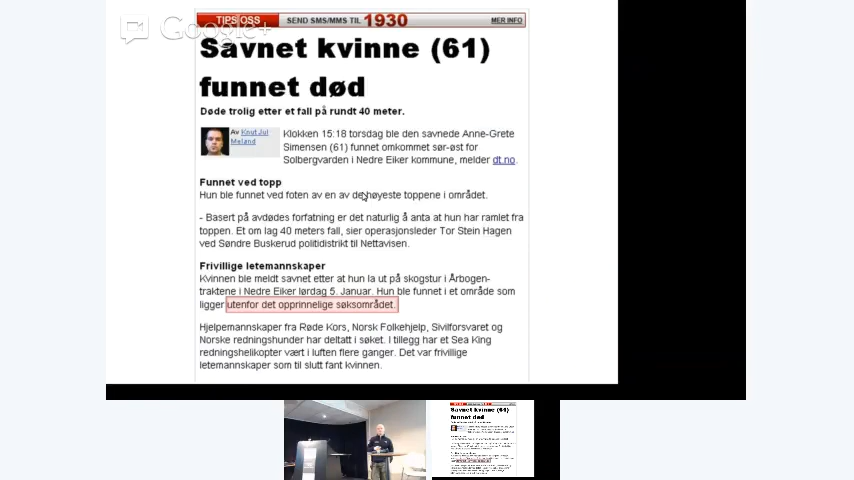 Google+
TIPS OSS SEND SMS/MMS TIL 1930 MER INFO
Savnet kvinne (61)
funnet død
Døde trolig etter et fall på rundt 40 meter.
Av Knut Jul
Meland
Klokken 15:18 torsdag ble den savnede Anne-Grete
Simensen (61) funnet omkommet sør-øst for
Solbergvarden i Nedre Eiker kommune, melder dt.no.
Funnet ved topp
Hun ble funnet ved foten av en av de høyeste toppene i området.
- Basert på avdødes forfatning er det naturlig å anta at hun har ramlet fra
toppen. Et om lag 40 meters fall, sier operasjonsleder Tor Stein Hagen
ved Søndre Buskerud politidistrikt til Nettavisen.
Frivillige letemannskaper
Kvinnen ble meldt savnet etter at hun la ut på skogstur i Årbogen-
traktene i Nedre Eiker lørdag 5. Januar. Hun ble funnet i et område som
ligger utenfor det opprinnelige søksområdet.
Hjelpemannskaper fra Røde Kors, Norsk Folkehjelp, Sivilforsvaret og
Norske redningshunder har deltatt i søket. I tillegg har et Sea King
redningshelikopter vært i luften flere ganger. Det var frivillige
letemannskaper som til slutt fant kvinnen.
Savnet kvinne (61)
funnet død